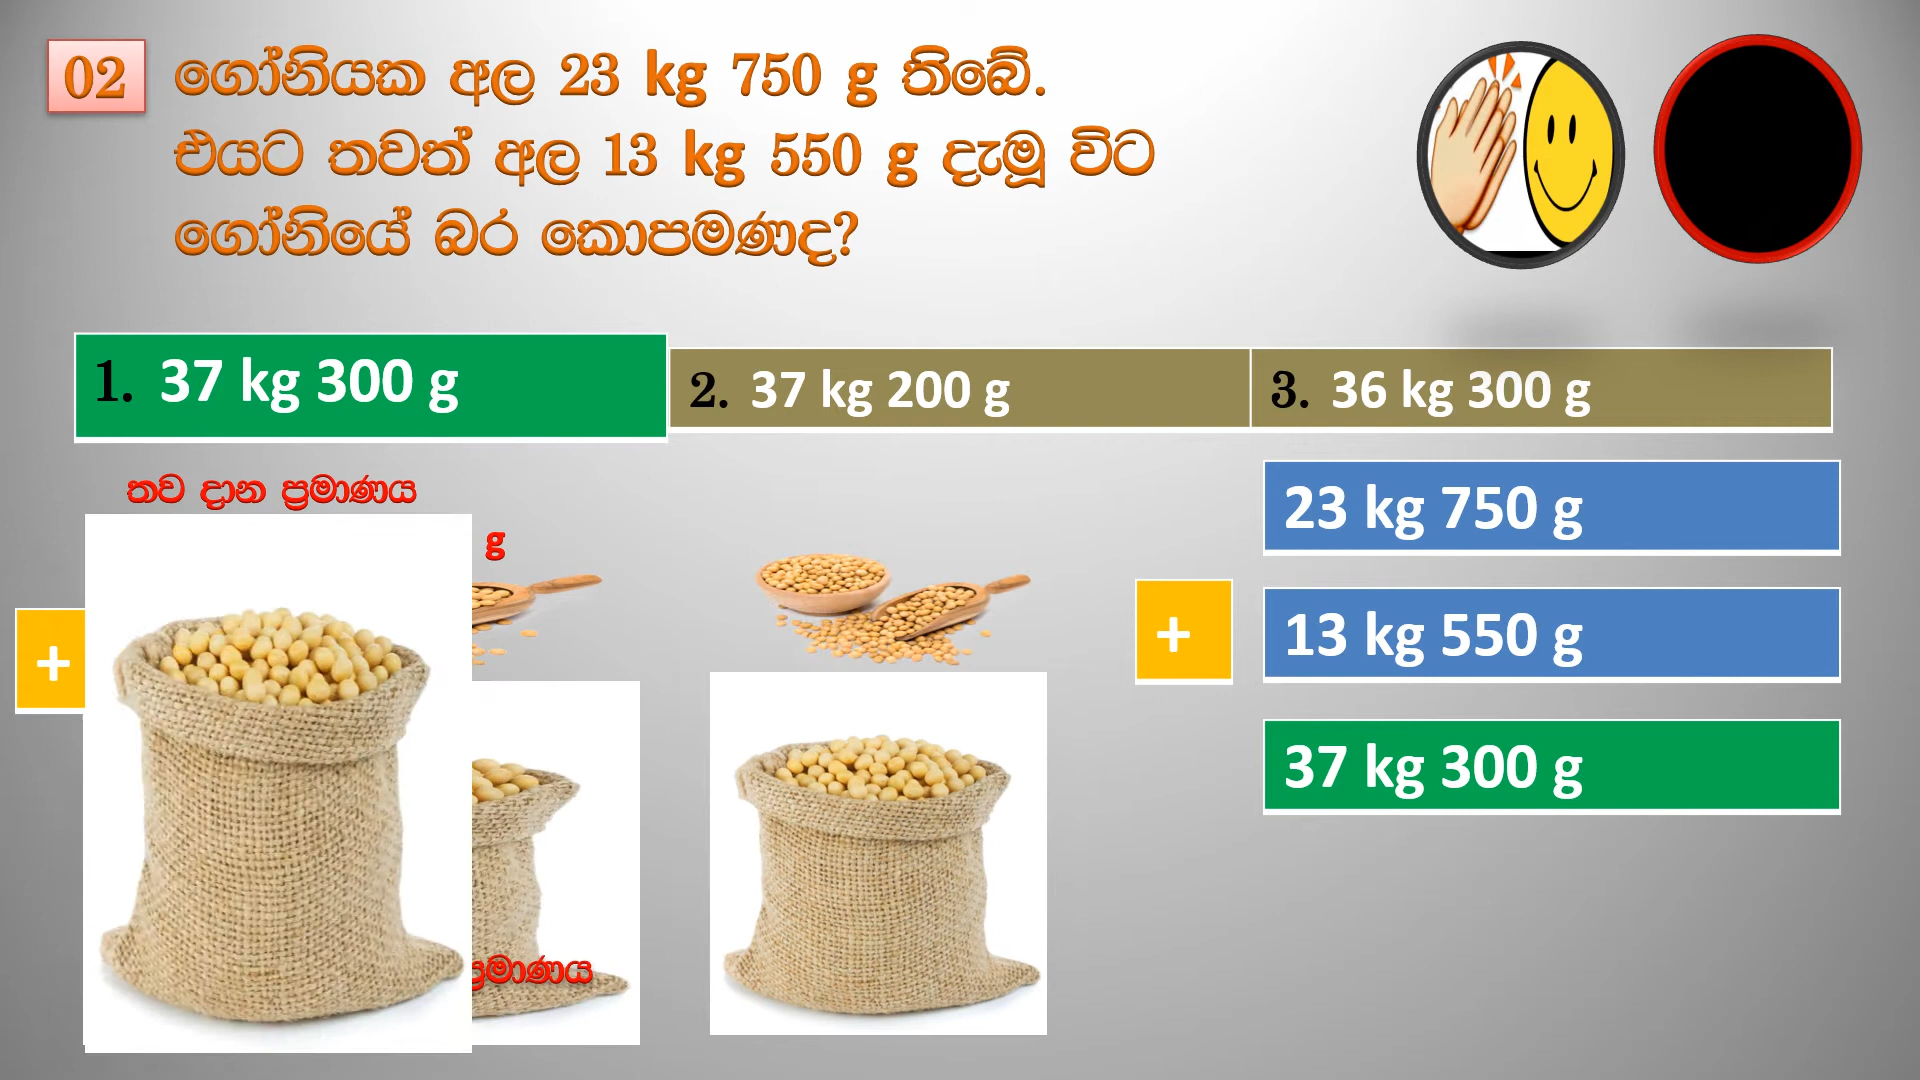 02
ගෝනියක අල 23 kg 750 g තිබේ.
එයට තවත් අල 13 kg 550 g දැමූ විට
ගෝනියේ බර කොපමණද?
1. 37 kg 300 g
2. 37 kg 200 g
3. 36 kg 300 g
තව දාන ප්‍රමාණය
g
+
ප්‍රමාණය
23 kg 750 g
+
13 kg 550 g
37 kg 300 g